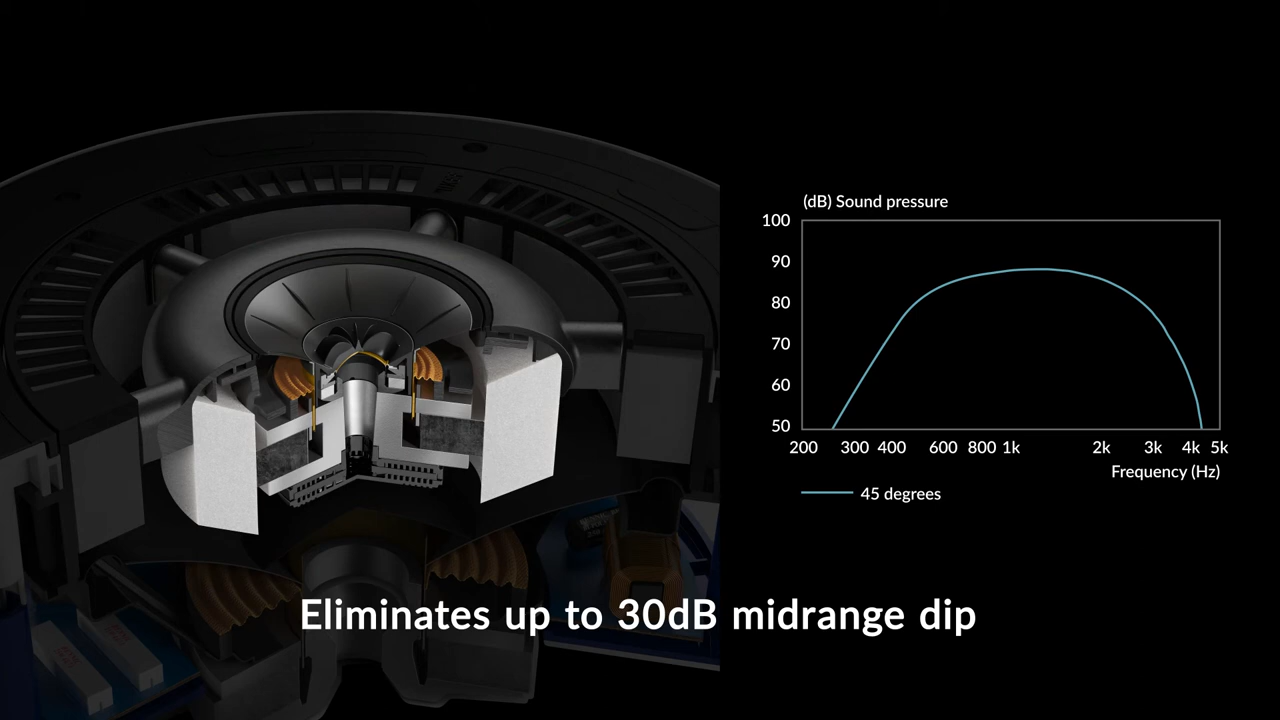 (dB) Sound pressure
100
90
80
70
60
50
200 300 400 600 800 1k 2k 3k 4k 5k
Frequency (Hz)
45 degrees
Eliminates up to 30dB midrange dip